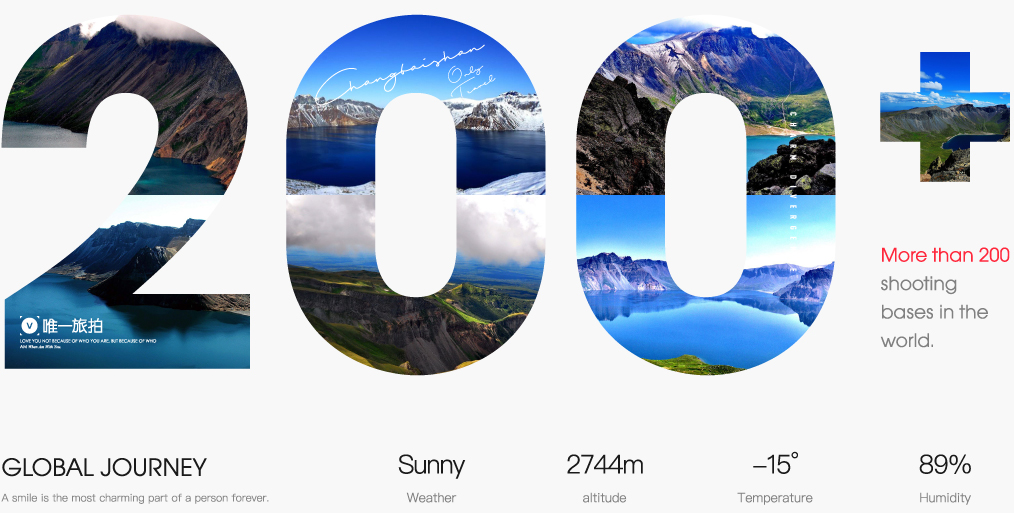 200+
Changbaishan
Only
Travel
唯一旅拍
LOVE YOU NOT BECAUSE OF WHO YOU ARE, BUT BECAUSE OF WHO
Am When Am With You
More than 200
shooting
bases in the
world.
GLOBAL JOURNEY
A smile is the most charming part of a person forever.
Sunny
Weather
2744m
altitude
–15°
Temperature
89%
Humidity